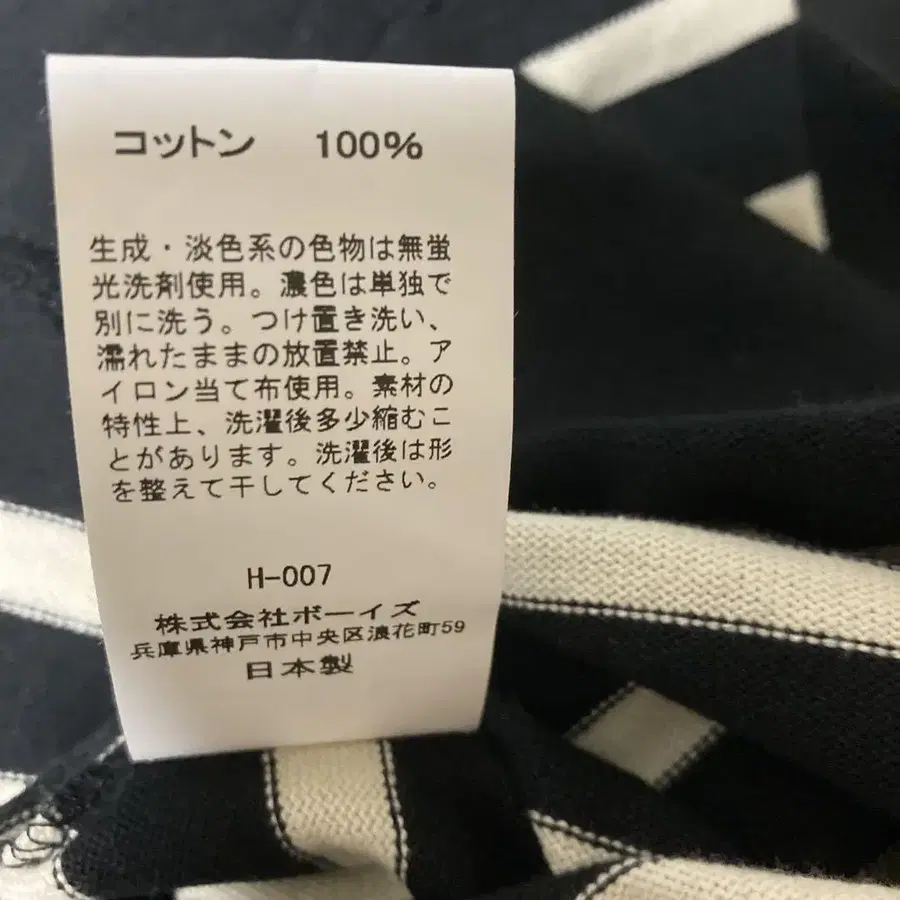 コットン 100%
生成・淡色系の色物は無蛍
光洗剤使用。濃色は単独で
別に洗う。つけ置き洗い、
濡れたままの放置禁止。ア
イロン当て布使用。素材の
特性上、洗濯後多少縮むこ
とがあります。洗濯後は形
を整えて干してください。
H-007
株式会社ボーイズ
兵庫県神戸市中央区浪花町59
日本製